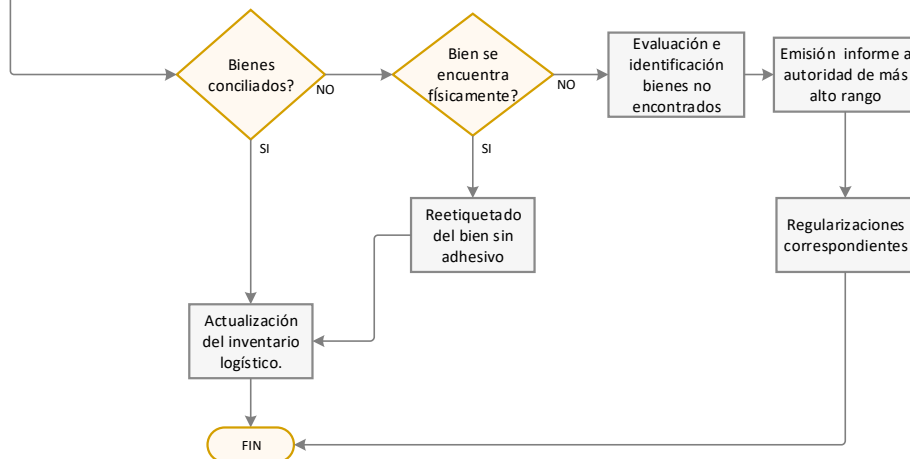 Bienes
conciliados?
NO
SI
Bien se
encuentra
físicamente?
NO
SI
Evaluación e
identificación
bienes no
encontrados
Emisión informe a
autoridad de más
alto rango
Reetiquetado
del bien sin
adhesivo
Regularizaciones
correspondientes
Actualización
del inventario
logístico.
FIN